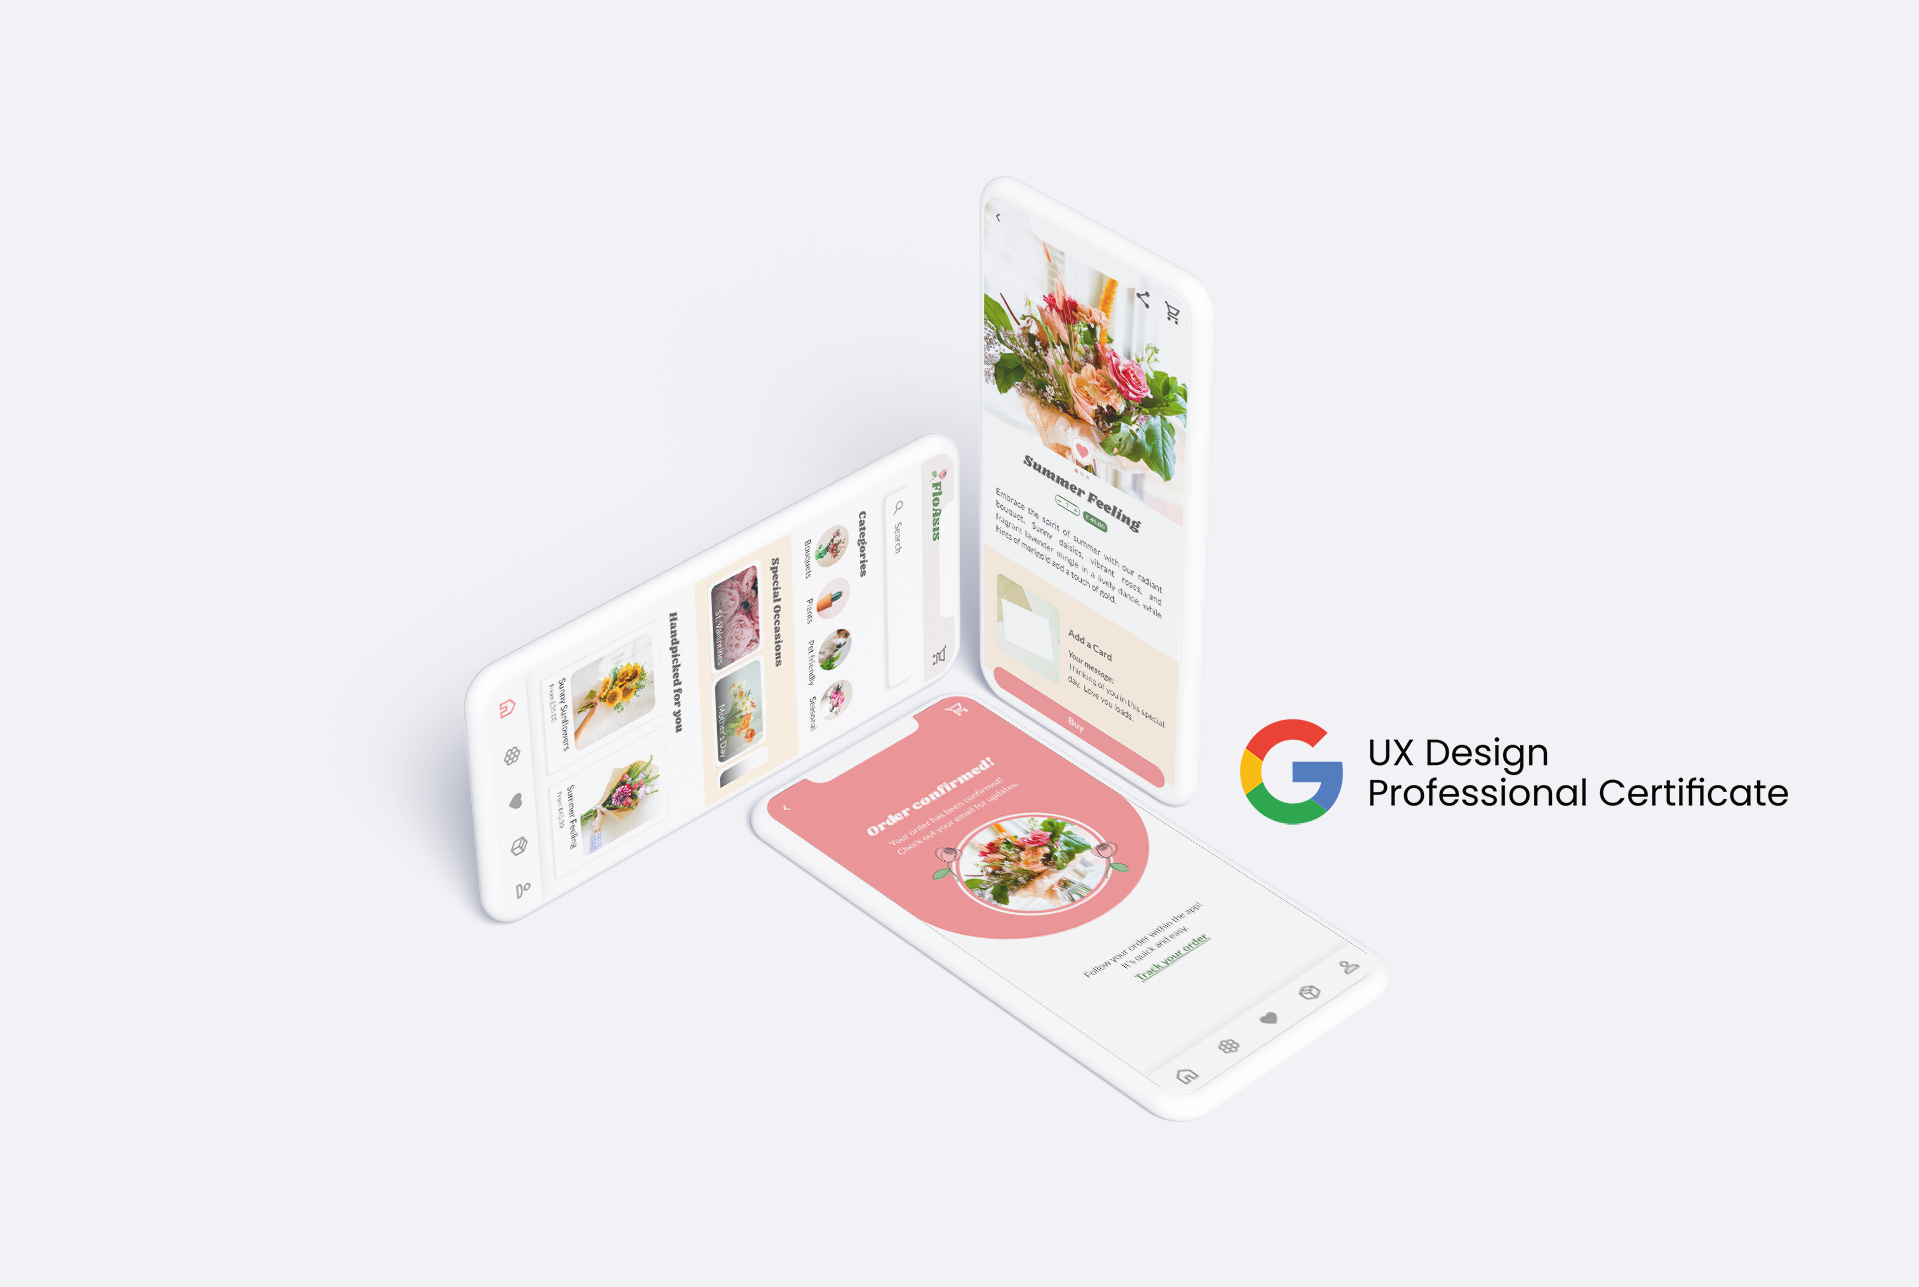 FloAsis
Search
Categories
Bouquets
Plants
Pet friendly
Seasonal
Special Occasions
St. Valentines
Mother's Day
Handpicked for you
Sunny Sunflowers
From £35.00
Summer Feeling
From £45.00
Summer Feeling
- 1 +
£45.00
Embrace the spirit of summer with our radiant
bouquet. Sunny daisies, vibrant roses, and
fragrant lavender mingle in a lively dance, while
hints of marigold add a touch of gold.
Add a Card
Your message:
Thinking of you in this special
day. Love you loads.
Buy
Order confirmed!
Your order has been confirmed!
Check out your email for updates.
Follow your order within the app!
It's quick and easy.
Track your order
UX Design
Professional Certificate